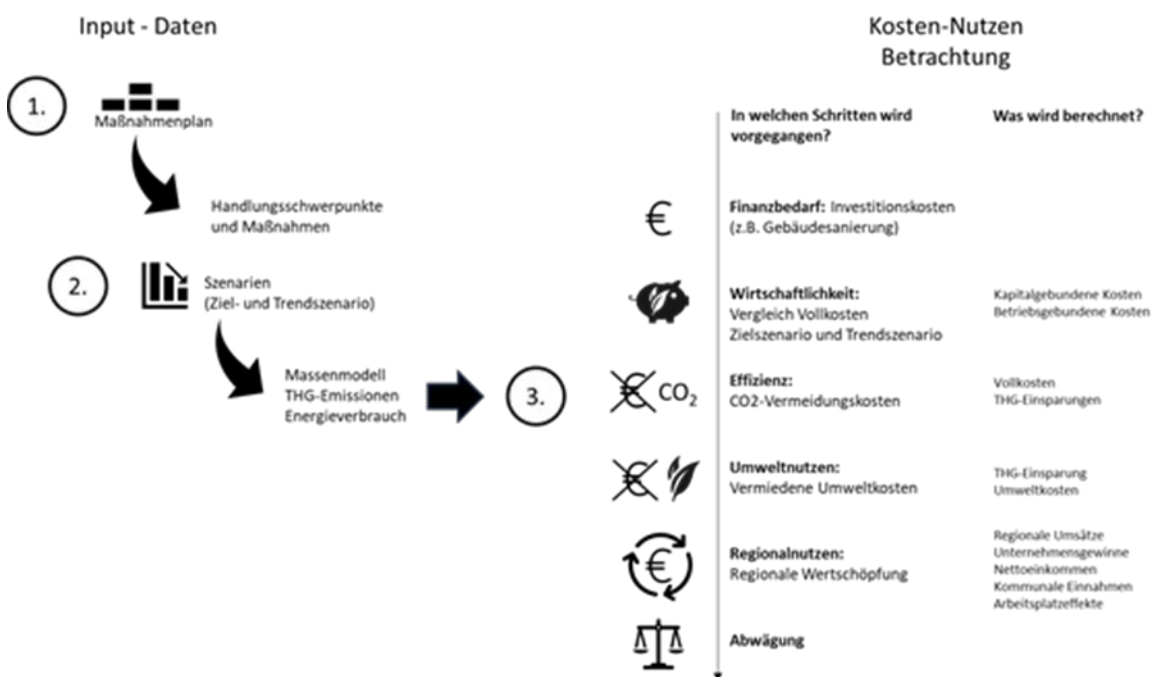 Input - Daten
1.
Maßnahmenplan
Handlungsschwerpunkte
und Maßnahmen
2.
Szenarien
(Ziel- und Trendszenario)
Massenmodell
THG-Emissionen
Energieverbrauch
3.
Kosten-Nutzen
Betrachtung
In welchen Schritten wird
vorgegangen?
Was wird berechnet?
€
Finanzbedarf: Investitionskosten
(z.B. Gebäudesanierung)
Wirtschaftlichkeit:
Vergleich Vollkosten
Zielszenario und Trendszenario
Kapitalgebundene Kosten
Betriebsgebundene Kosten
€ CO₂
Effizienz:
CO2-Vermeidungskosten
Vollkosten
THG-Einsparungen
€
Umweltnutzen:
Vermiedene Umweltkosten
THG-Einsparung
Umweltkosten
€
Regionalnutzen:
Regionale Wertschöpfung
Regionale Umsätze
Unternehmensgewinne
Nettoeinkommen
Kommunale Einnahmen
Arbeitsplatzeffekte
Abwägung